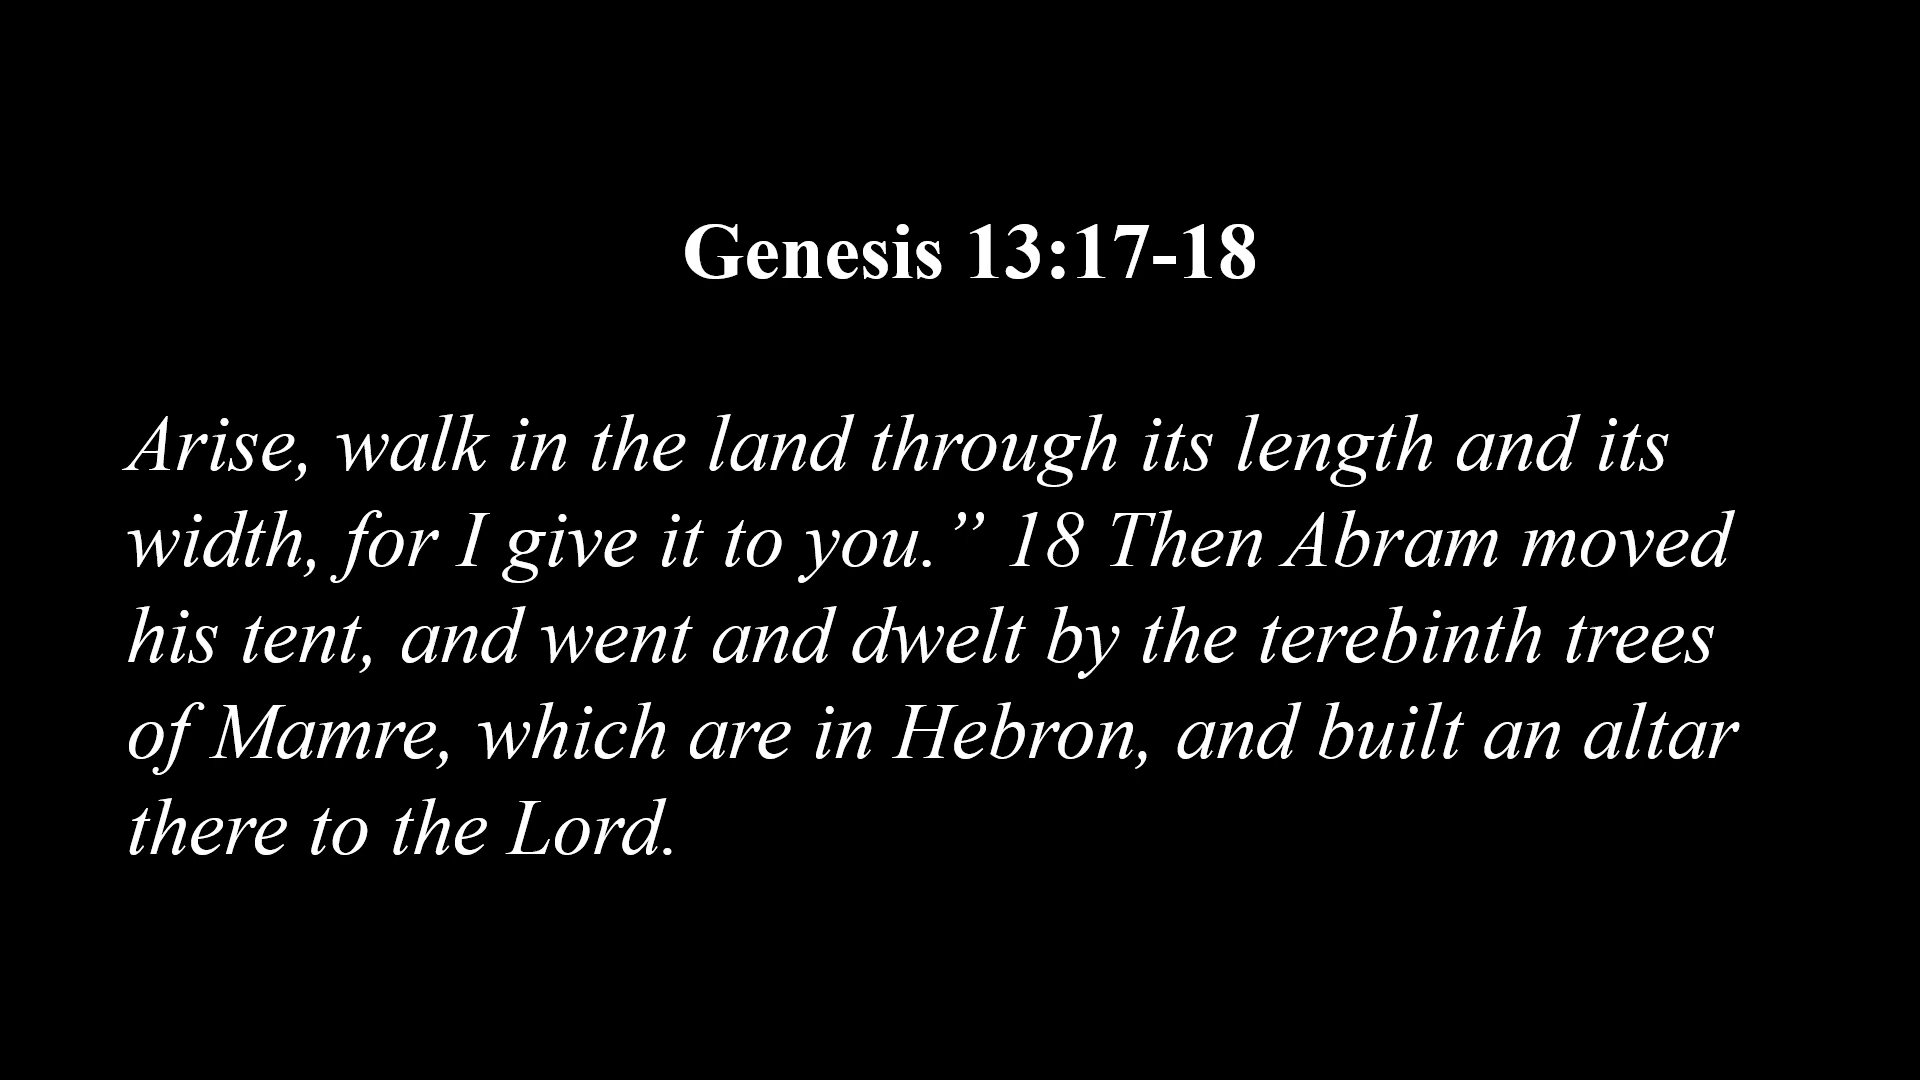 Genesis 13:17-18
Arise, walk in the land through its length and its
width, for I give it to you.” 18 Then Abram moved
his tent, and went and dwelt by the terebinth trees
of Mamre, which are in Hebron, and built an altar
there to the Lord.